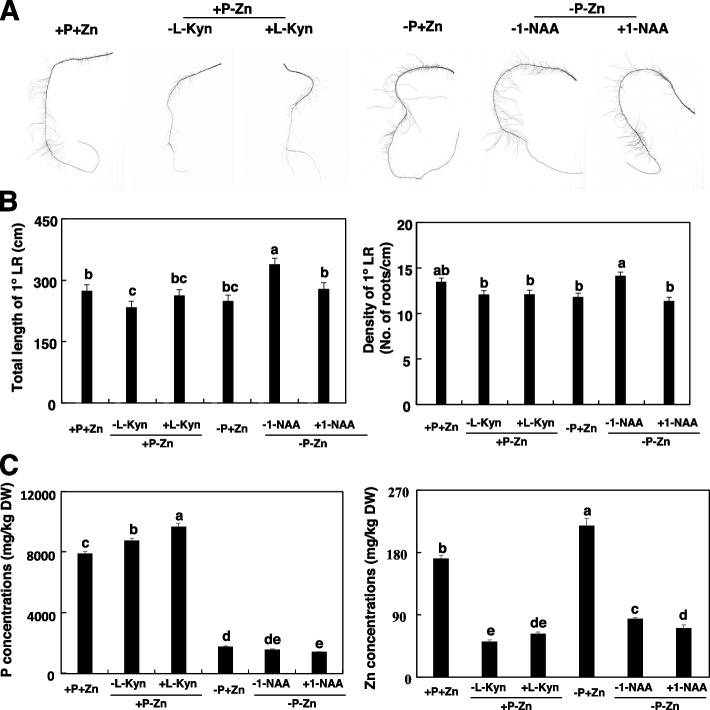 A
+P-Zn
-P-Zn
+P+Zn -L-Kyn +L-Kyn -P+Zn -1-NAA +1-NAA
B
Total length of 1° LR (cm)
450
300
150
0
b c bc bc a b
+P+Zn -L-Kyn +L-Kyn -P+Zn -1-NAA +1-NAA
+P-Zn -P-Zn
Density of 1° LR
(No. of roots/cm)
20
15
10
5
0
ab b b b a b
+P+Zn -L-Kyn +L-Kyn -P+Zn -1-NAA +1-NAA
+P-Zn -P-Zn
C
P concentrations (mg/kg DW)
12000
8000
4000
0
c b a d de e
+P+Zn -L-Kyn +L-Kyn -P+Zn -1-NAA +1-NAA
+P-Zn -P-Zn
Zn concentrations (mg/kg DW)
270
180
90
0
b e de a c d
+P+Zn -L-Kyn +L-Kyn -P+Zn -1-NAA +1-NAA
+P-Zn -P-Zn